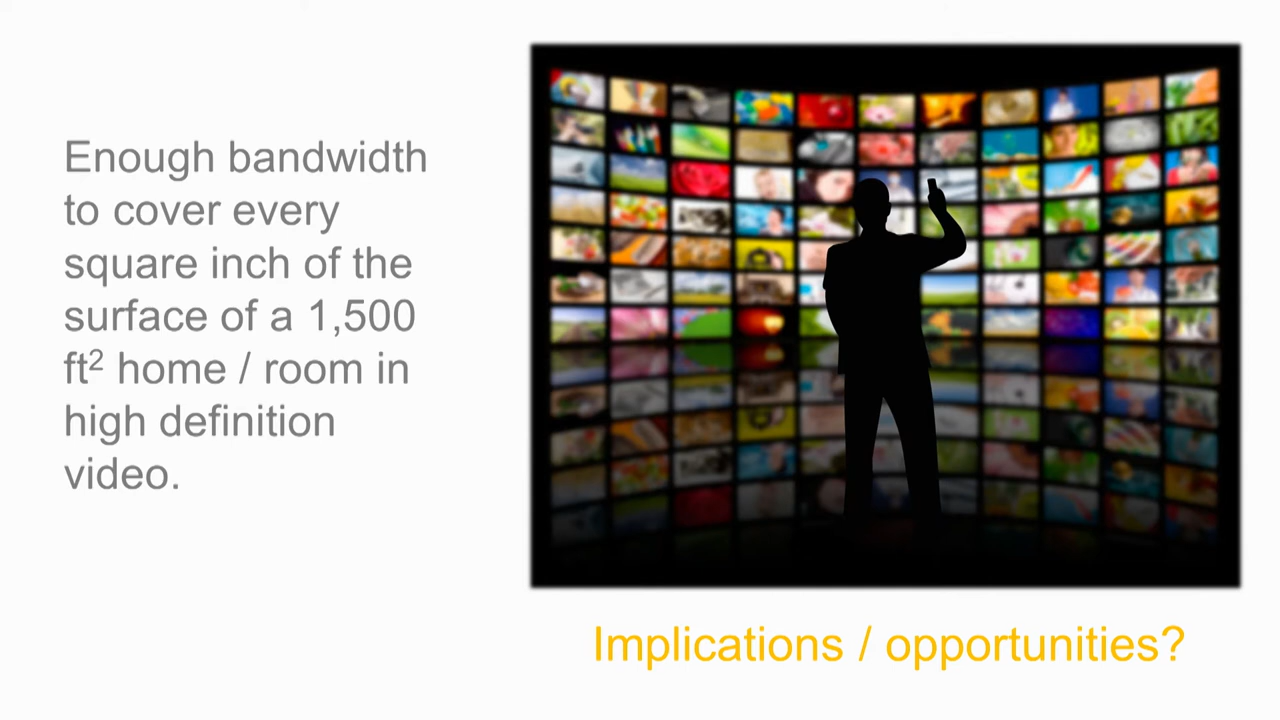 Enough bandwidth
to cover every
square inch of the
surface of a 1,500
ft² home / room in
high definition
video.
Implications / opportunities?